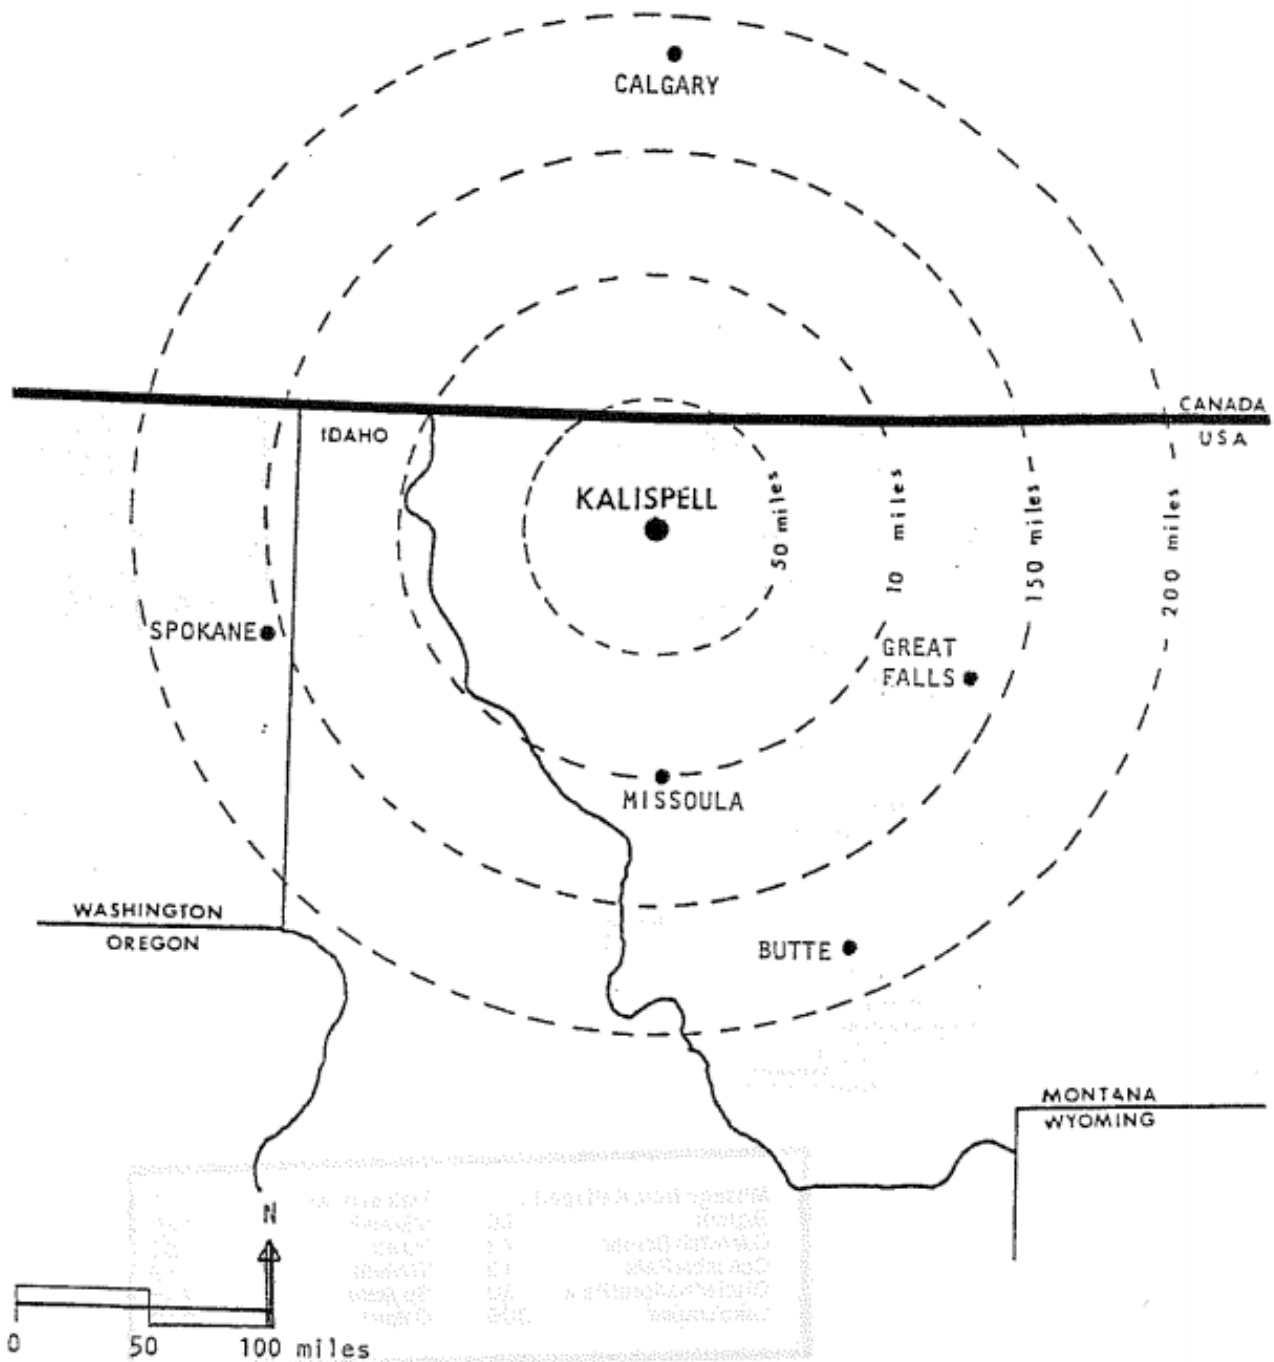 CALGARY
CANADA
USA
IDAHO
KALISPELL
50 miles
10 miles
150 miles
200 miles
SPOKANE
GREAT
FALLS
MISSOULA
WASHINGTON
OREGON
BUTTE
MONTANA
WYOMING
N
0 50 100 miles